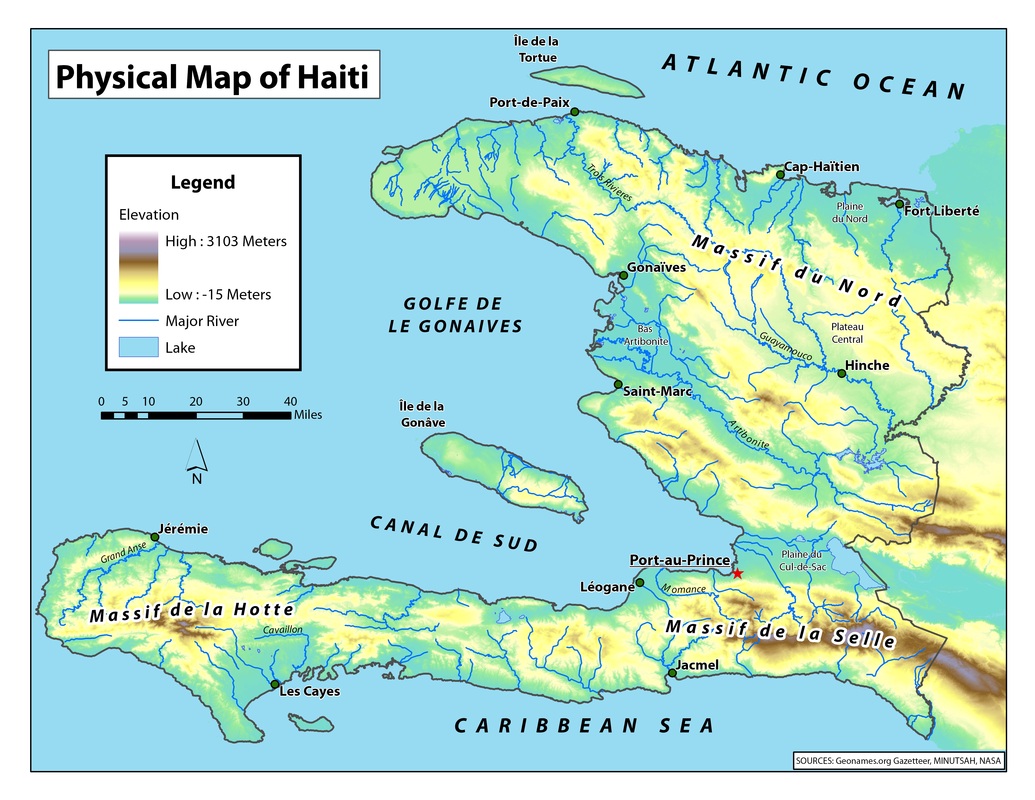 Physical Map of Haiti
Île de la
Tortue
ATLANTIC OCEAN
Port-de-Paix
Cap-Haïtien
Legend
Elevation
High : 3103 Meters
Low : -15 Meters
Major River
Lake
Trois Rivieres
Plaine
du Nord
Fort Liberté
Massif du Nord
Gonaïves
GOLFE DE
LE GONAIVES
Bas
Artibonite
Plateau
Central
Guayamouco
Hinche
Saint-Marc
0 5 10 20 30 40
Miles
Île de la
Gonâve
Artibonite
N
CANAL DE SUD
Jérémie
Grand Anse
Port-au-Prince
Plaine du
Cul-de-Sac
Léogane
Momance
Massif de la Hotte
Cavaillon
Massif de la Selle
Jacmel
Les Cayes
CARIBBEAN SEA
SOURCES: Geonames.org Gazetteer, MINUTSAH, NASA